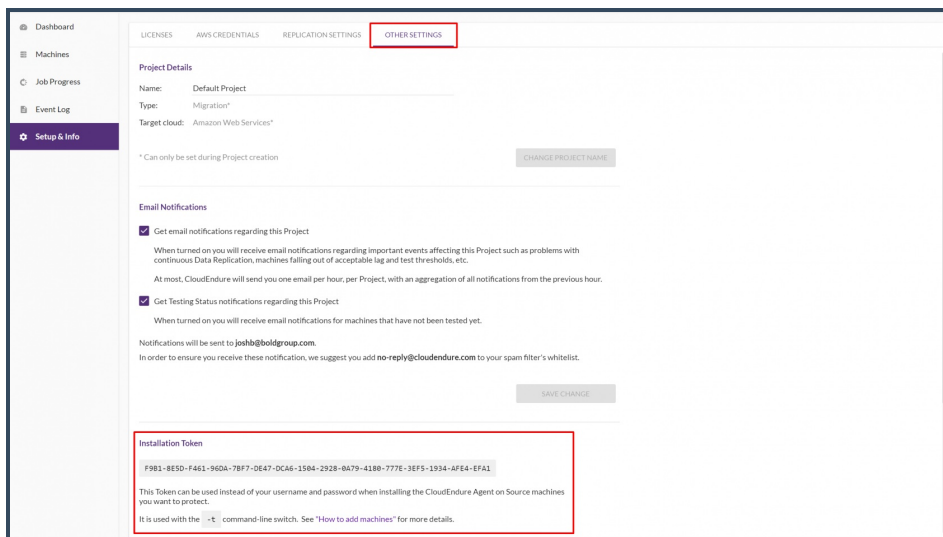 Dashboard
Machines
Job Progress
Event Log
Setup & Info
LICENSES AWS CREDENTIALS REPLICATION SETTINGS OTHER SETTINGS
Project Details
Name: Default Project
Type: Migration*
Target cloud: Amazon Web Services*
* Can only be set during Project creation
CHANGE PROJECT NAME
Email Notifications
Get email notifications regarding this Project
When turned on you will receive email notifications regarding important events affecting this Project such as problems with
continuous Data Replication, machines falling out of acceptable lag and test thresholds, etc.
At most, CloudEndure will send you one email per hour, per Project, with an aggregation of all notifications from the previous hour.
Get Testing Status notifications regarding this Project
When turned on you will receive email notifications for machines that have not been tested yet.
Notifications will be sent to joshb@boldgroup.com.
In order to ensure you receive these notification, we suggest you add no-reply@cloudendure.com to your spam filter's whitelist.
SAVE CHANGE
Installation Token
F9B1-8E5D-F461-96DA-7BF7-DE47-DCA6-1504-2928-0A79-4180-777E-3EF5-1934-AFE4-EFA1
This Token can be used instead of your username and password when installing the CloudEndure Agent on Source machines
you want to protect.
It is used with the -t command-line switch. See "How to add machines" for more details.